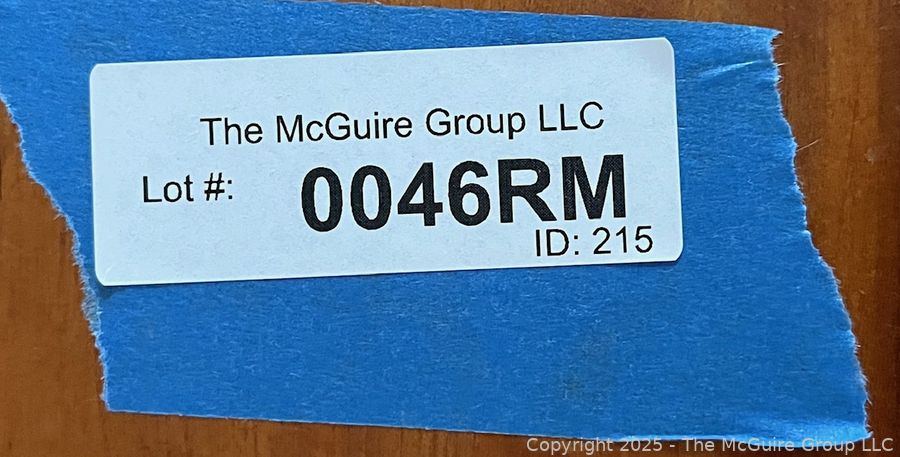 The McGuire Group LLC
Lot #: 0046RM
ID: 215
Copyright 2025 - The McGuire Group LLC